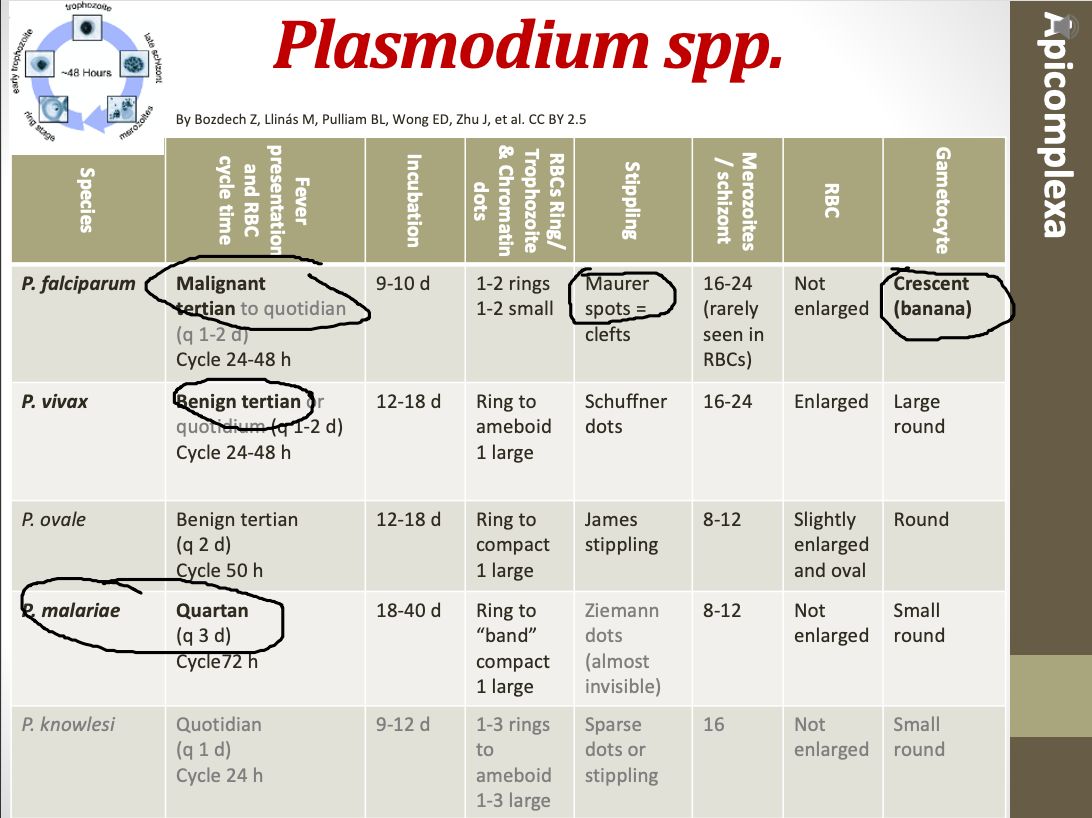 trophozoite
early trophozoite
late schizont
~48 Hours
ring stage
merozoites
Plasmodium spp.
By Bozdech Z, Llinás M, Pulliam BL, Wong ED, Zhu J, et al. CC BY 2.5
Apicomplexa
Species
Fever
presentation
and RBC
cycle time
Incubation
RBCs Ring/
Trophozoite
& Chromatin
dots
Stippling
Merozoites
/ schizont
RBC
Gametocyte
P. falciparum
Malignant
tertian to quotidian
(q 1-2 d)
Cycle 24-48 h
9-10 d
1-2 rings
1-2 small
Maurer
spots =
clefts
16-24
(rarely
seen in
RBCs)
Not
enlarged
Crescent
(banana)
P. vivax
Benign tertian or
quotidium (q 1-2 d)
Cycle 24-48 h
12-18 d
Ring to
ameboid
1 large
Schuffner
dots
16-24
Enlarged
Large
round
P. ovale
Benign tertian
(q 2 d)
Cycle 50 h
12-18 d
Ring to
compact
1 large
James
stippling
8-12
Slightly
enlarged
and oval
Round
P. malariae
Quartan
(q 3 d)
Cycle72 h
18-40 d
Ring to
“band”
compact
1 large
Ziemann
dots
(almost
invisible)
8-12
Not
enlarged
Small
round
P. knowlesi
Quotidian
(q 1 d)
Cycle 24 h
9-12 d
1-3 rings
to
ameboid
1-3 large
Sparse
dots or
stippling
16
Not
enlarged
Small
round